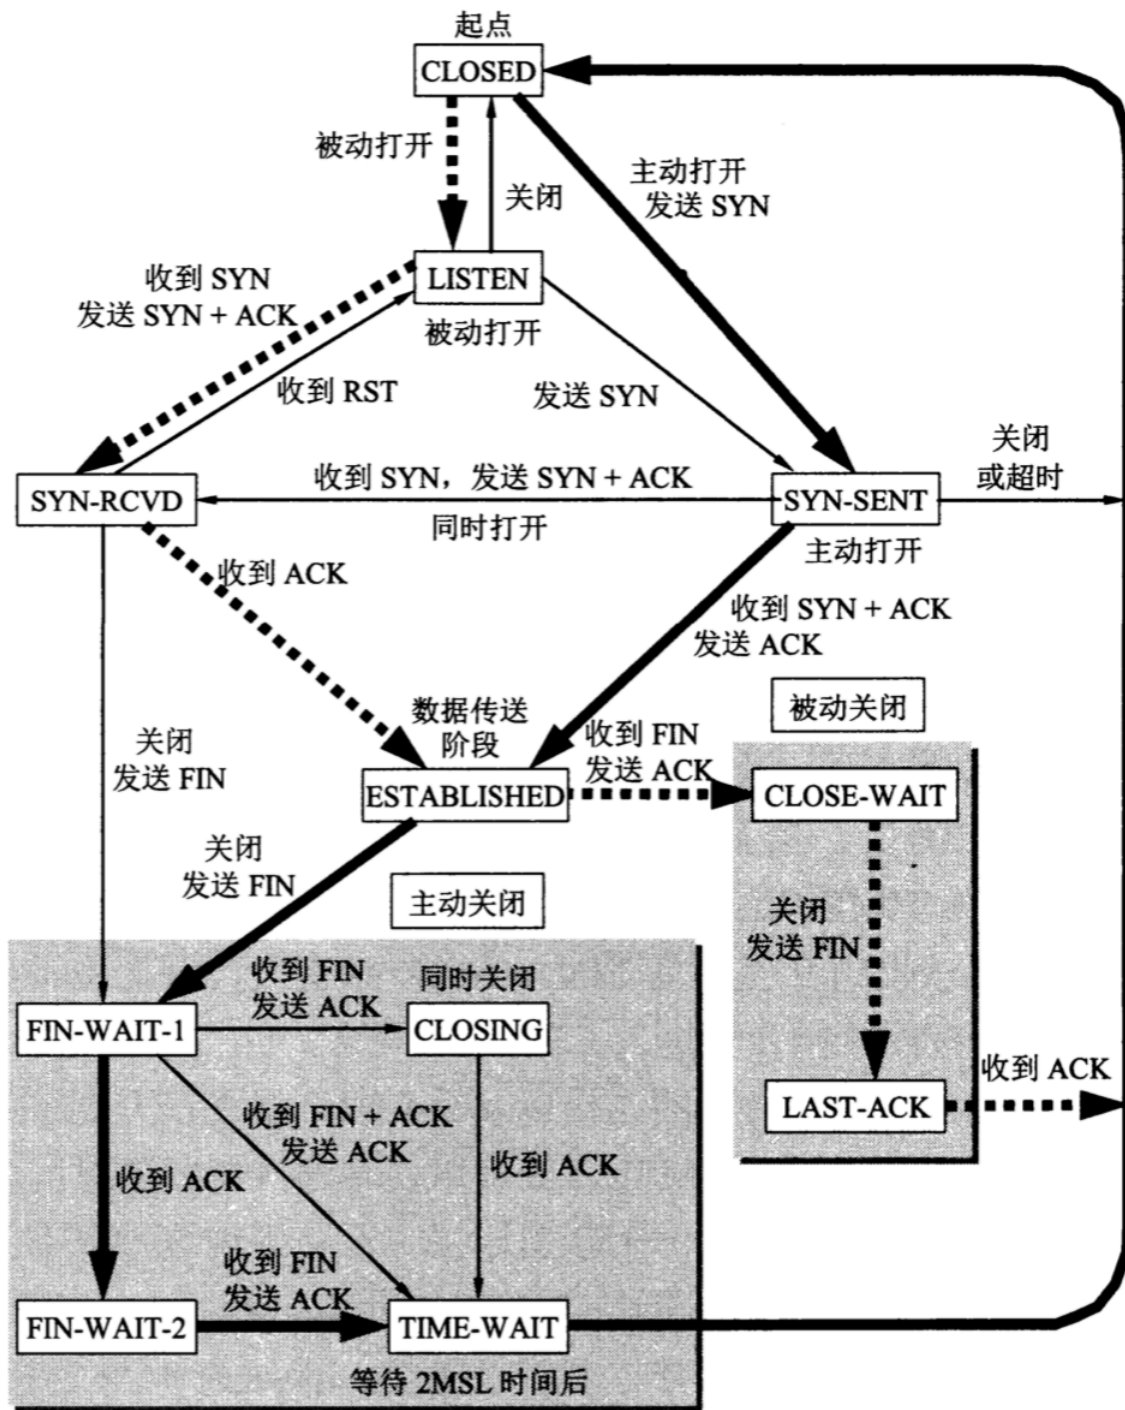 起点
CLOSED
被动打开
关闭
主动打开
发送 SYN
LISTEN
被动打开
收到 SYN
发送 SYN + ACK
收到 RST
发送 SYN
关闭
或超时
SYN-RCVD
收到 SYN，发送 SYN + ACK
同时打开
SYN-SENT
主动打开
收到 ACK
收到 SYN + ACK
发送 ACK
数据传送
阶段
被动关闭
关闭
发送 FIN
ESTABLISHED
收到 FIN
发送 ACK
CLOSE-WAIT
关闭
发送 FIN
主动关闭
关闭
发送 FIN
FIN-WAIT-1
收到 FIN
发送 ACK
同时关闭
CLOSING
LAST-ACK
收到 ACK
收到 FIN + ACK
发送 ACK
收到 ACK
收到 ACK
收到 FIN
发送 ACK
FIN-WAIT-2
TIME-WAIT
等待 2MSL 时间后